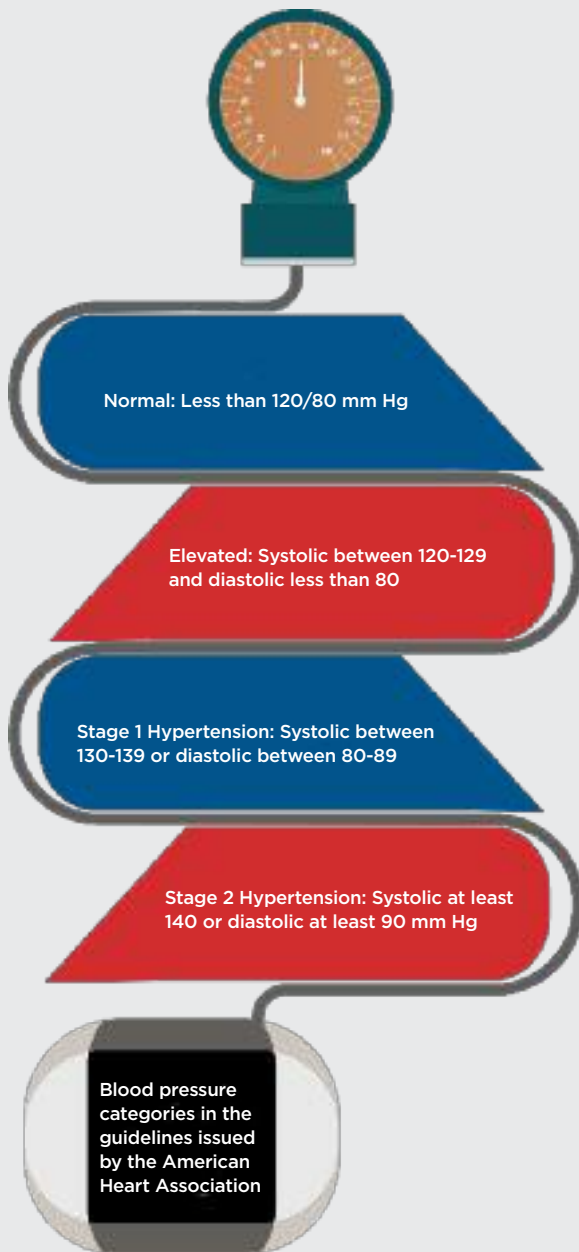 Normal: Less than 120/80 mm Hg
Elevated: Systolic between 120-129
and diastolic less than 80
Stage 1 Hypertension: Systolic between
130-139 or diastolic between 80-89
Stage 2 Hypertension: Systolic at least
140 or diastolic at least 90 mm Hg
Blood pressure
categories in the
guidelines issued
by the American
Heart Association